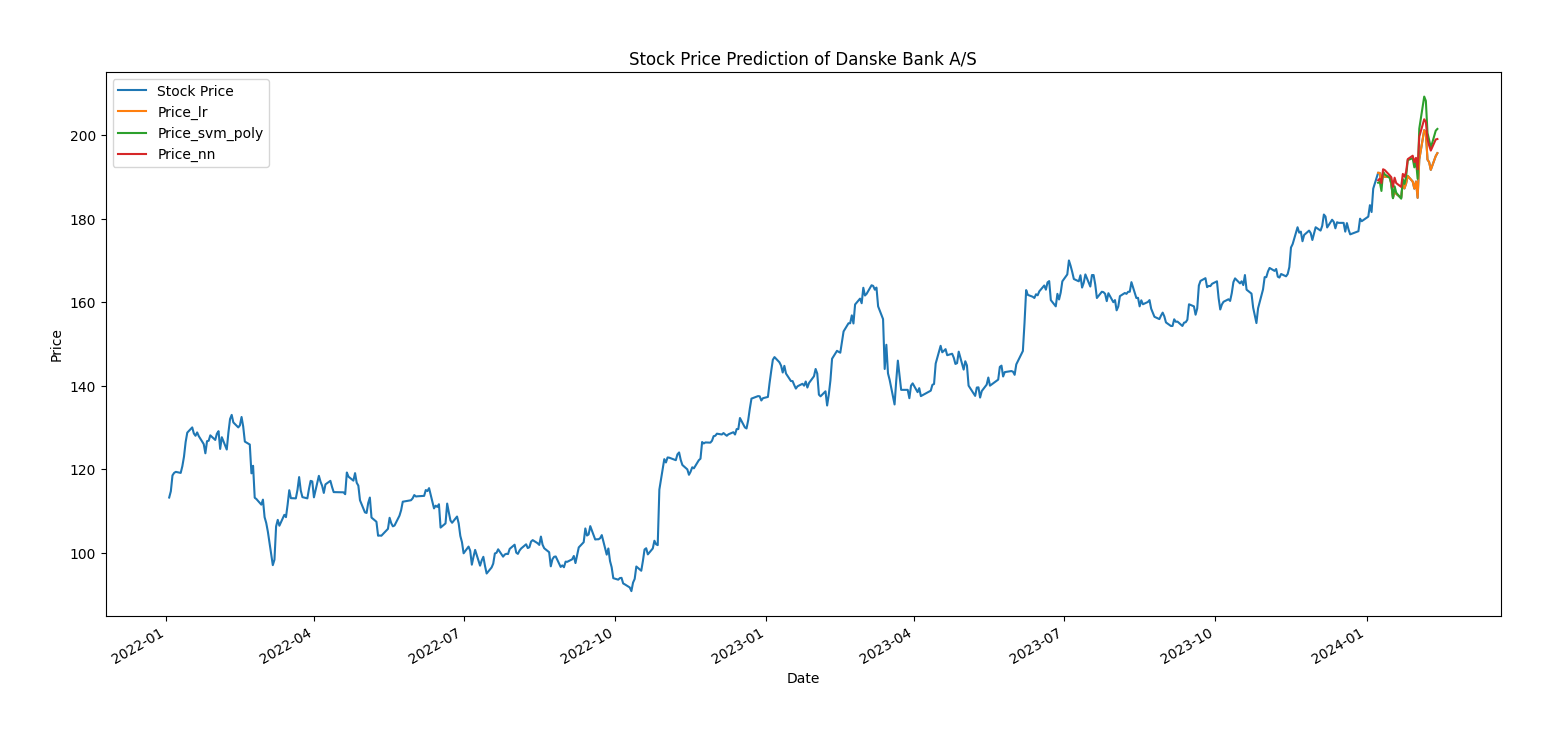 Stock Price Prediction of Danske Bank A/S
Stock Price
Price_lr
Price_svm_poly
Price_nn
200
180
160
140
120
100
Price
2022-01
2022-04
2022-07
2022-10
2023-01
2023-04
2023-07
2023-10
2024-01
Date